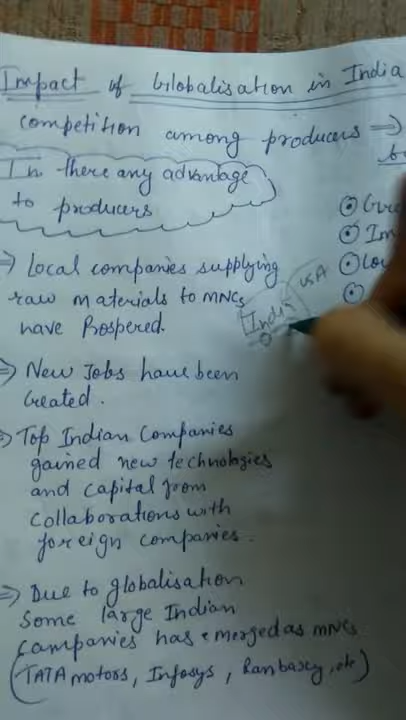 Impact of Globalisation in India
competition among producers ⇒
In there any advantage
to producers
⇒ Local companies supplying
raw materials to MNCs
have Prospered.
USA
India
⇒ New Jobs have been
Created.
⇒ Top Indian Companies
gained new technologies
and Capital from
Collaborations with
foreign companies.
⇒ Due to globalisation
Some large Indian
Companies has emerged as MNCs
(TATA motors, Infosys, Ranbaxy, etc)